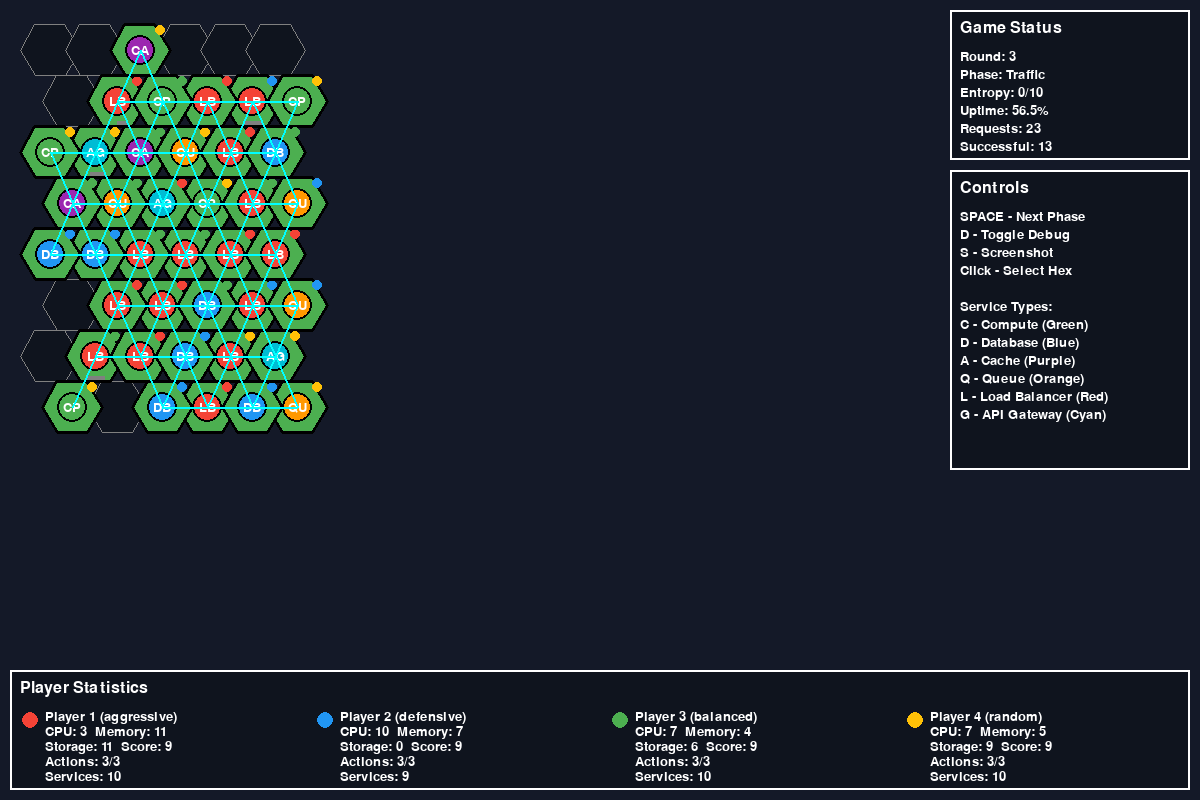 CA
LB CP LB LB CP
CP AG CA QU LB DB
CA QU AG CP LB QU
DB DB LB LB LB LB
LB LB DB LB QU
LB LB DB LB AG
CP DB LB DB QU
Game Status
Round: 3
Phase: Traffic
Entropy: 0/10
Uptime: 56.5%
Requests: 23
Successful: 13
Controls
SPACE - Next Phase
D - Toggle Debug
S - Screenshot
Click - Select Hex
Service Types:
C - Compute (Green)
D - Database (Blue)
A - Cache (Purple)
Q - Queue (Orange)
L - Load Balancer (Red)
G - API Gateway (Cyan)
Player Statistics
Player 1 (aggressive)
CPU: 3 Memory: 11
Storage: 11 Score: 9
Actions: 3/3
Services: 10
Player 2 (defensive)
CPU: 10 Memory: 7
Storage: 0 Score: 9
Actions: 3/3
Services: 9
Player 3 (balanced)
CPU: 7 Memory: 4
Storage: 6 Score: 9
Actions: 3/3
Services: 10
Player 4 (random)
CPU: 7 Memory: 5
Storage: 9 Score: 9
Actions: 3/3
Services: 10